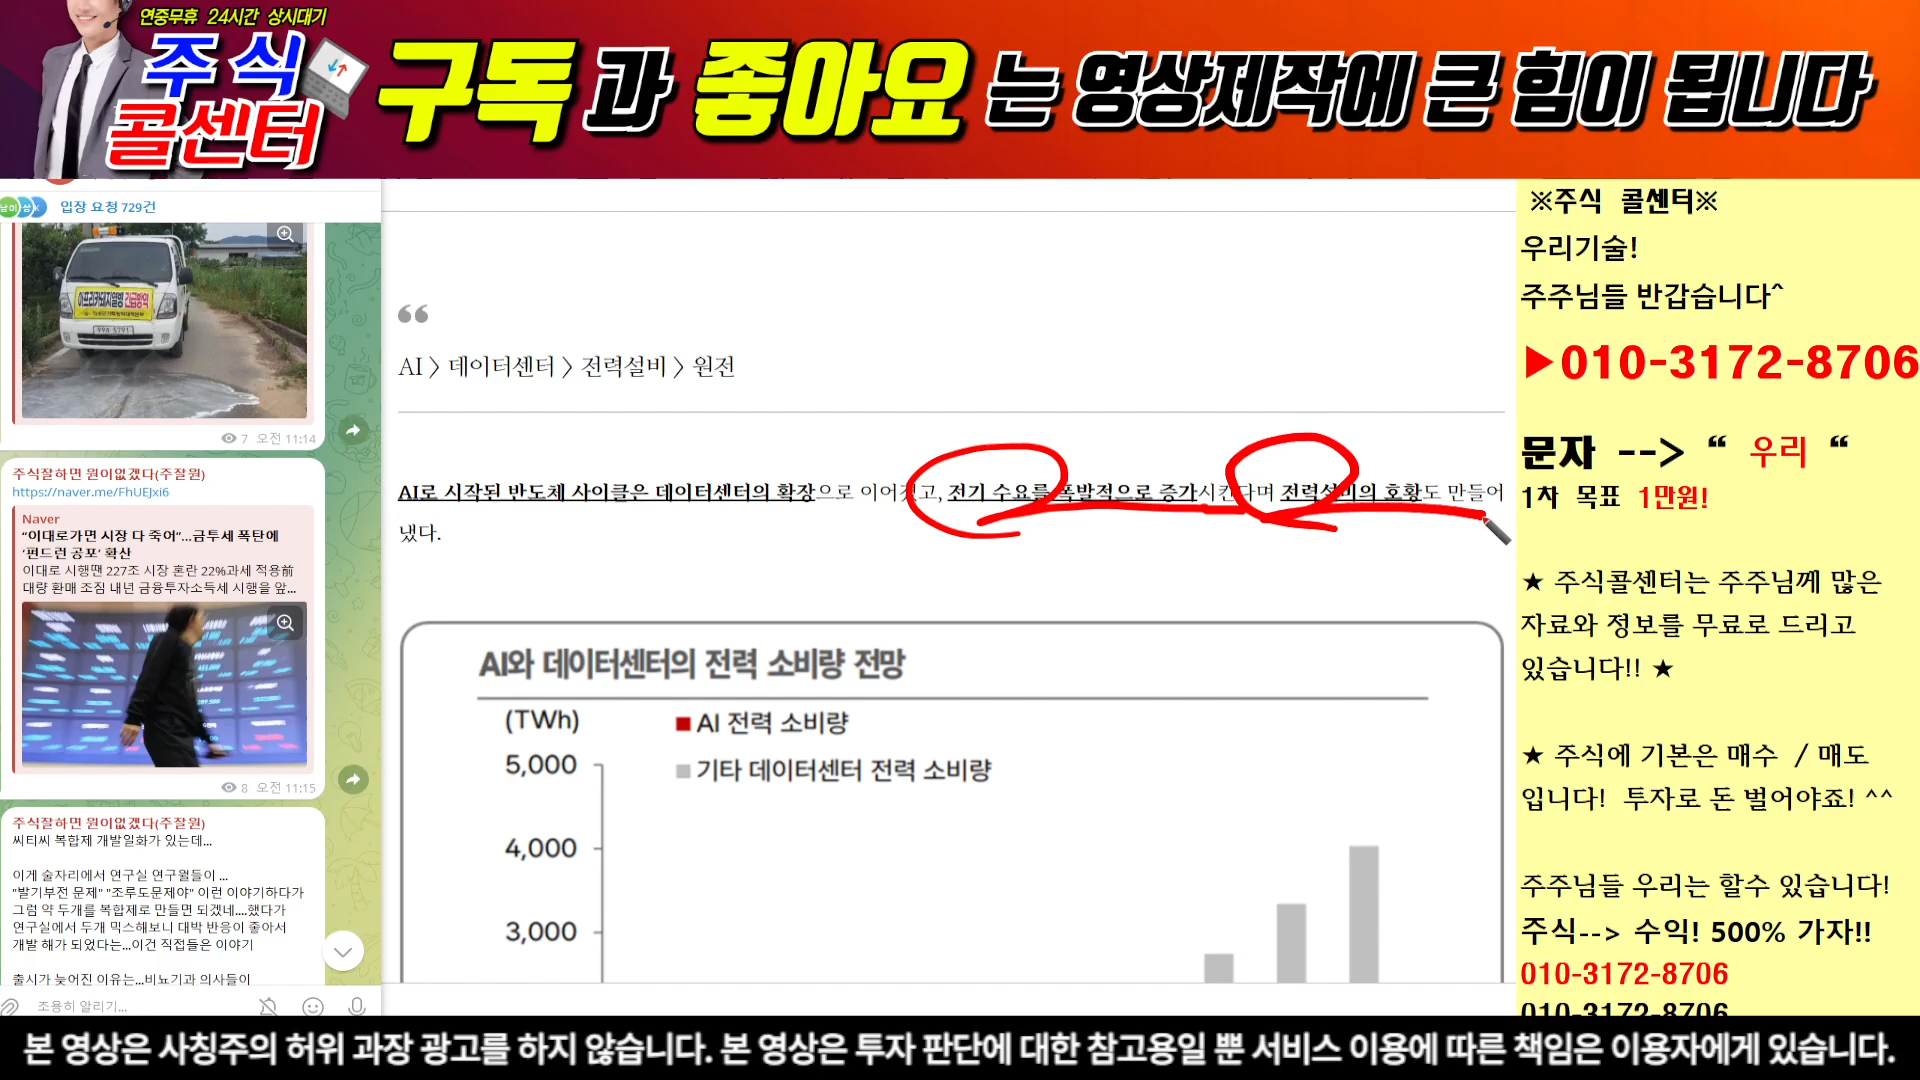 연중무휴 24시간 상시대기
주식
콜센터
구독과 좋아요는 영상제작에 큰 힘이 됩니다
입장 요청 729건
아프리카돼지열병 긴급방역
7 오전 11:14
주식잘하면 원이없겠다(주잘원)
https://naver.me/FhUEJxi6
Naver
“이대로가면 시장 다 죽어”...금투세 폭탄에
‘펀드런 공포’ 확산
이대로 시행땐 227조 시장 혼란 22%과세 적용前
대량 환매 조짐 내년 금융투자소득세 시행을 앞...
8 오전 11:15
주식잘하면 원이없겠다(주잘원)
씨티씨 복합제 개발일화가 있는데...
이게 술자리에서 연구실 연구월들이 ...
"발기부전 문제" "조루도문제야" 이런 이야기하다가
그럼 약 두개를 복합제로 만들면 되겠네....했다가
연구실에서 두개 믹스해보니 대박 반응이 좋아서
개발 해가 되었다는...이건 직접들은 이야기
출시가 늦어진 이유는...비뇨기과 의사들이
조용히 알리기...
AI > 데이터센터 > 전력설비 > 원전
AI로 시작된 반도체 사이클은 데이터센터의 확장으로 이어졌고, 전기 수요를 폭발적으로 증가시킨다며 전력설비의 호황도 만들어
냈다.
AI와 데이터센터의 전력 소비량 전망
(TWh)
AI 전력 소비량
기타 데이터센터 전력 소비량
5,000
4,000
3,000
※주식 콜센터※
우리기술!
주주님들 반갑습니다^
▶010-3172-8706
문자 --> “ 우리 “
1차 목표 1만원!
★ 주식콜센터는 주주님께 많은
자료와 정보를 무료로 드리고
있습니다!! ★
★ 주식에 기본은 매수 / 매도
입니다! 투자로 돈 벌어야죠! ^^
주주님들 우리는 할수 있습니다!
주식--> 수익! 500% 가자!!
010-3172-8706
010-3172-8706
본 영상은 사칭주의 허위 과장 광고를 하지 않습니다. 본 영상은 투자 판단에 대한 참고용일 뿐 서비스 이용에 따른 책임은 이용자에게 있습니다.